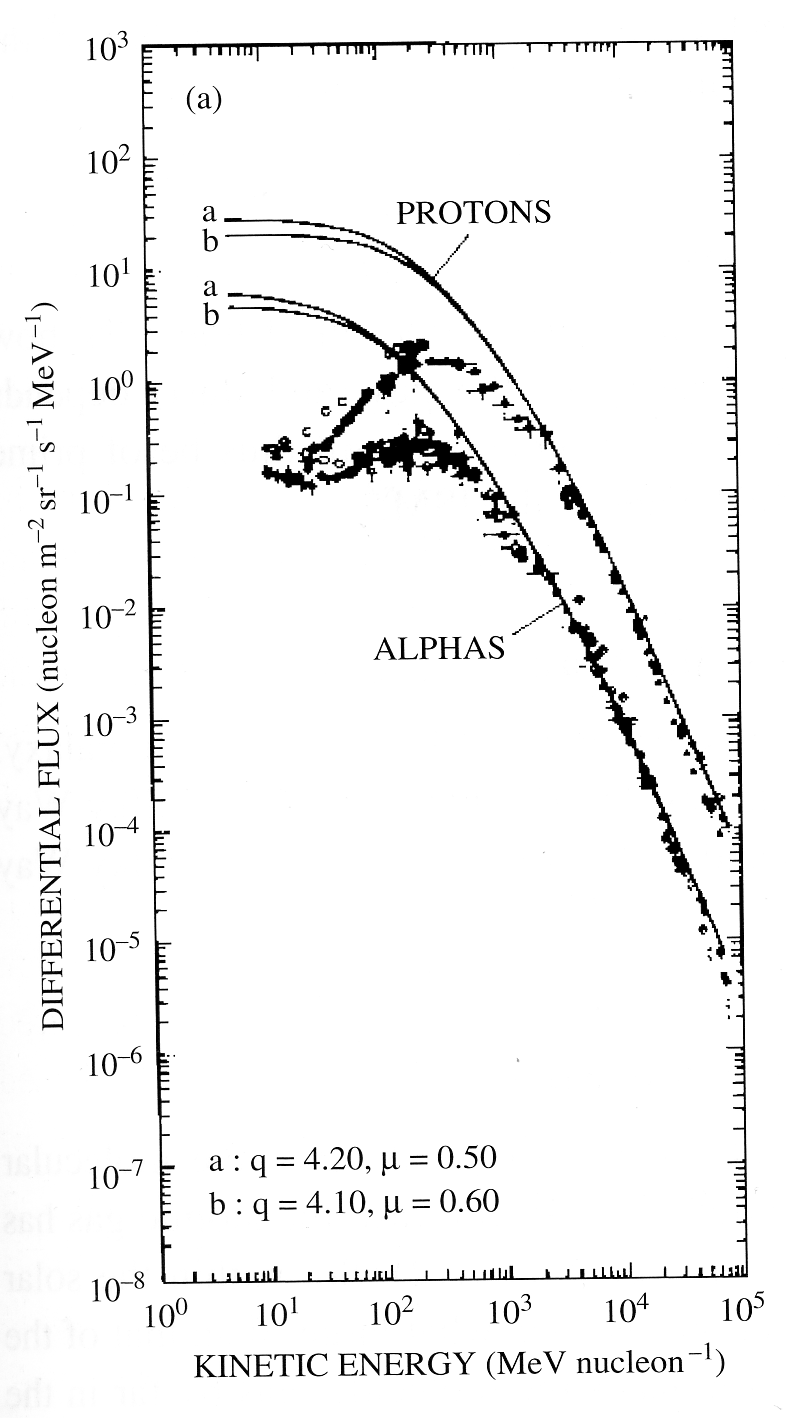 (a)
10³
10²
10¹
10⁰
10⁻¹
10⁻²
10⁻³
10⁻⁴
10⁻⁵
10⁻⁶
10⁻⁷
10⁻⁸
DIFFERENTIAL FLUX (nucleon m⁻² sr⁻¹ s⁻¹ MeV⁻¹)
a
b
a
b
PROTONS
ALPHAS
a : q = 4.20, μ = 0.50
b : q = 4.10, μ = 0.60
10⁰ 10¹ 10² 10³ 10⁴ 10⁵
KINETIC ENERGY (MeV nucleon⁻¹)